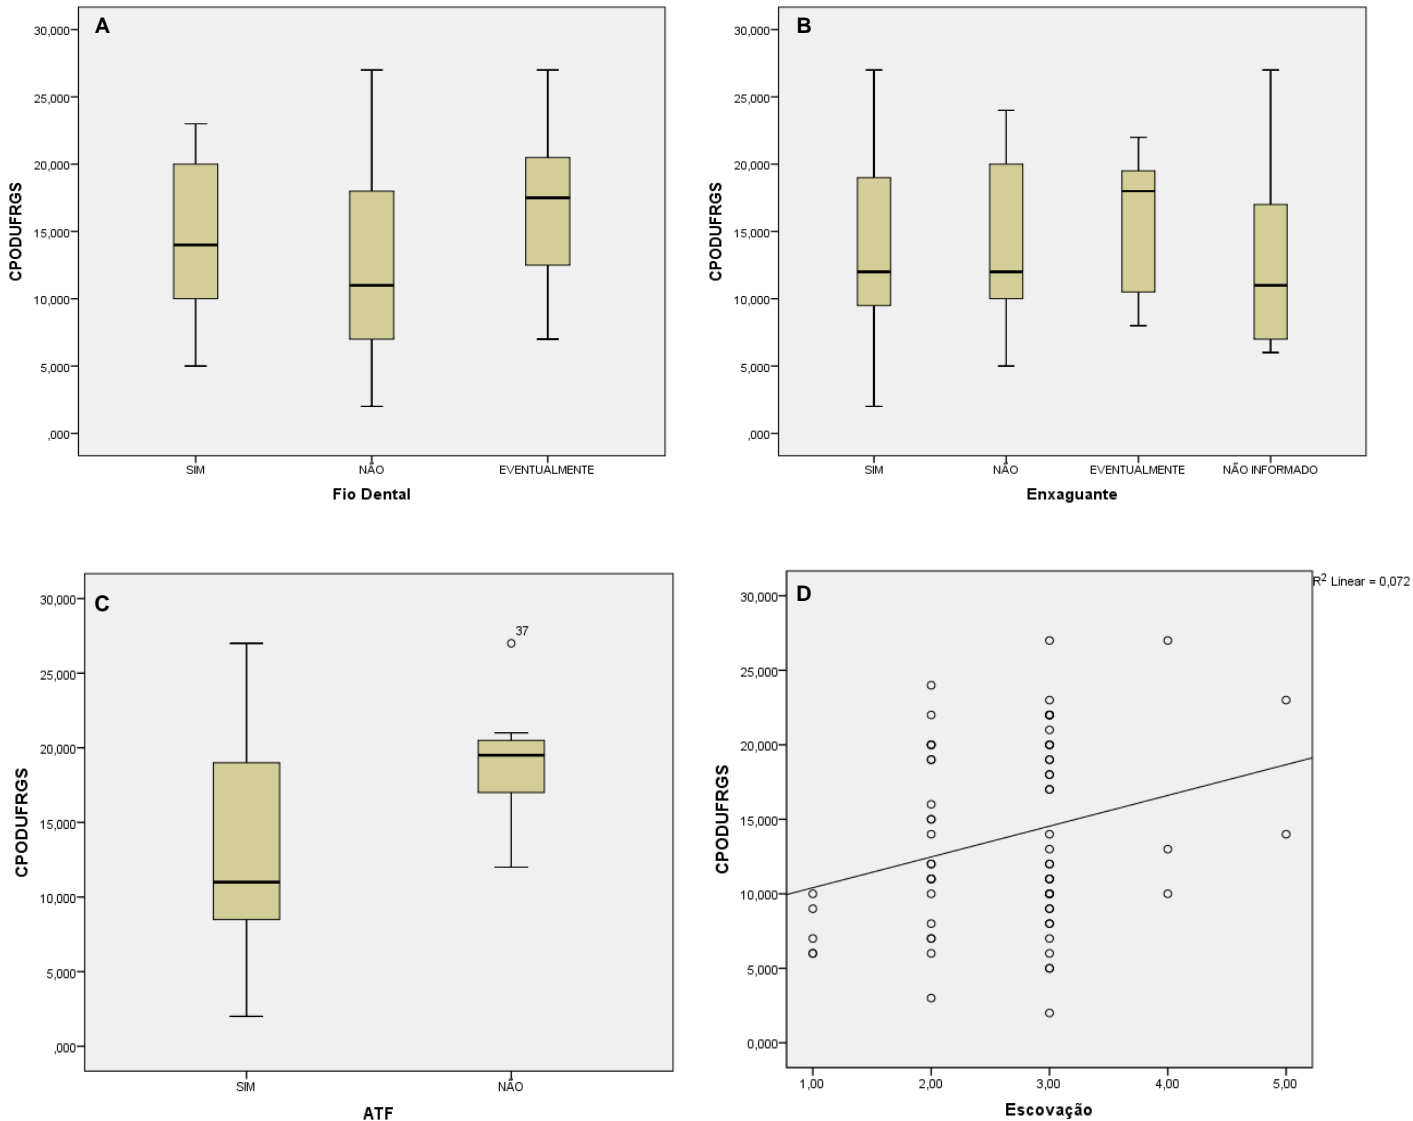 A
30,000
25,000
20,000
15,000
10,000
5,000
,000
CPODUFRGS
SIM
NÃO
EVENTUALMENTE
Fio Dental
B
30,000
25,000
20,000
15,000
10,000
5,000
,000
CPODUFRGS
SIM
NÃO
EVENTUALMENTE
NÃO INFORMADO
Enxaguante
C
30,000
25,000
20,000
15,000
10,000
5,000
,000
CPODUFRGS
37
SIM
NÃO
ATF
D
R² Linear = 0,072
30,000
25,000
20,000
15,000
10,000
5,000
0,000
CPODUFRGS
1,00
2,00
3,00
4,00
5,00
Escovação